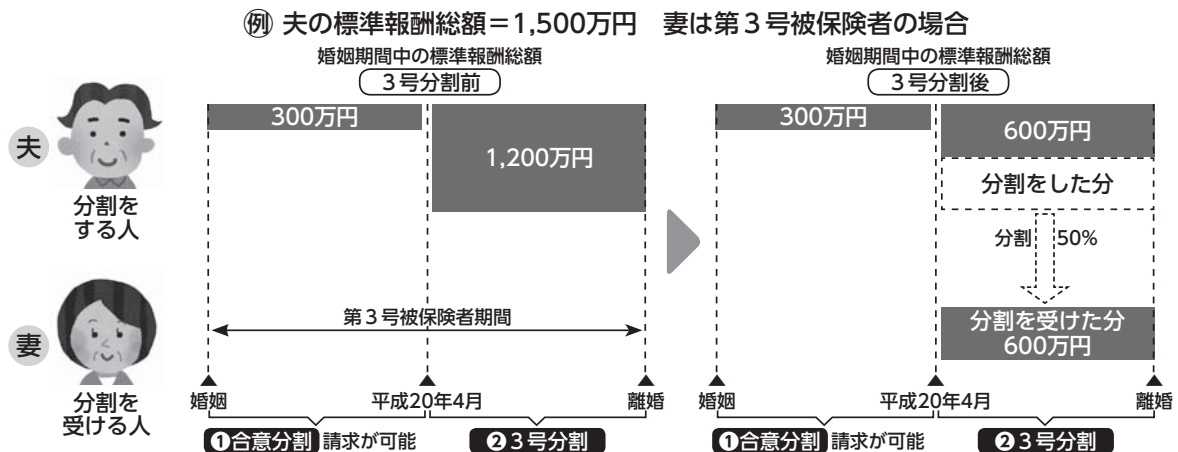 例 夫の標準報酬総額＝1,500万円　妻は第３号被保険者の場合
婚姻期間中の標準報酬総額
３号分割前
夫
分割を
する人
300万円
1,200万円
第３号被保険者期間
妻
分割を
受ける人
婚姻
平成20年4月
離婚
❶合意分割 請求が可能
❷３号分割
婚姻期間中の標準報酬総額
３号分割後
300万円
600万円
分割をした分
分割 50%
分割を受けた分
600万円
婚姻
平成20年4月
離婚
❶合意分割 請求が可能
❷３号分割